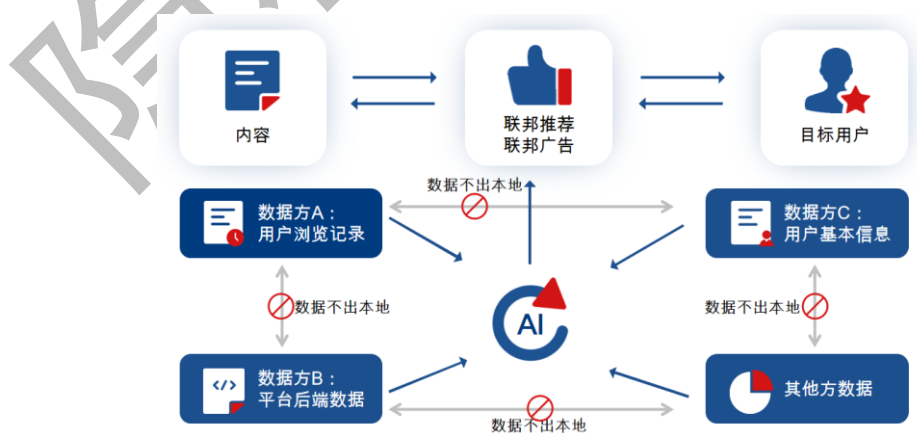 内容
联邦推荐
联邦广告
目标用户
数据不出本地
数据方A：
用户浏览记录
数据方C：
用户基本信息
数据不出本地
AI
数据不出本地
</>
数据方B：
平台后端数据
其他方数据
数据不出本地